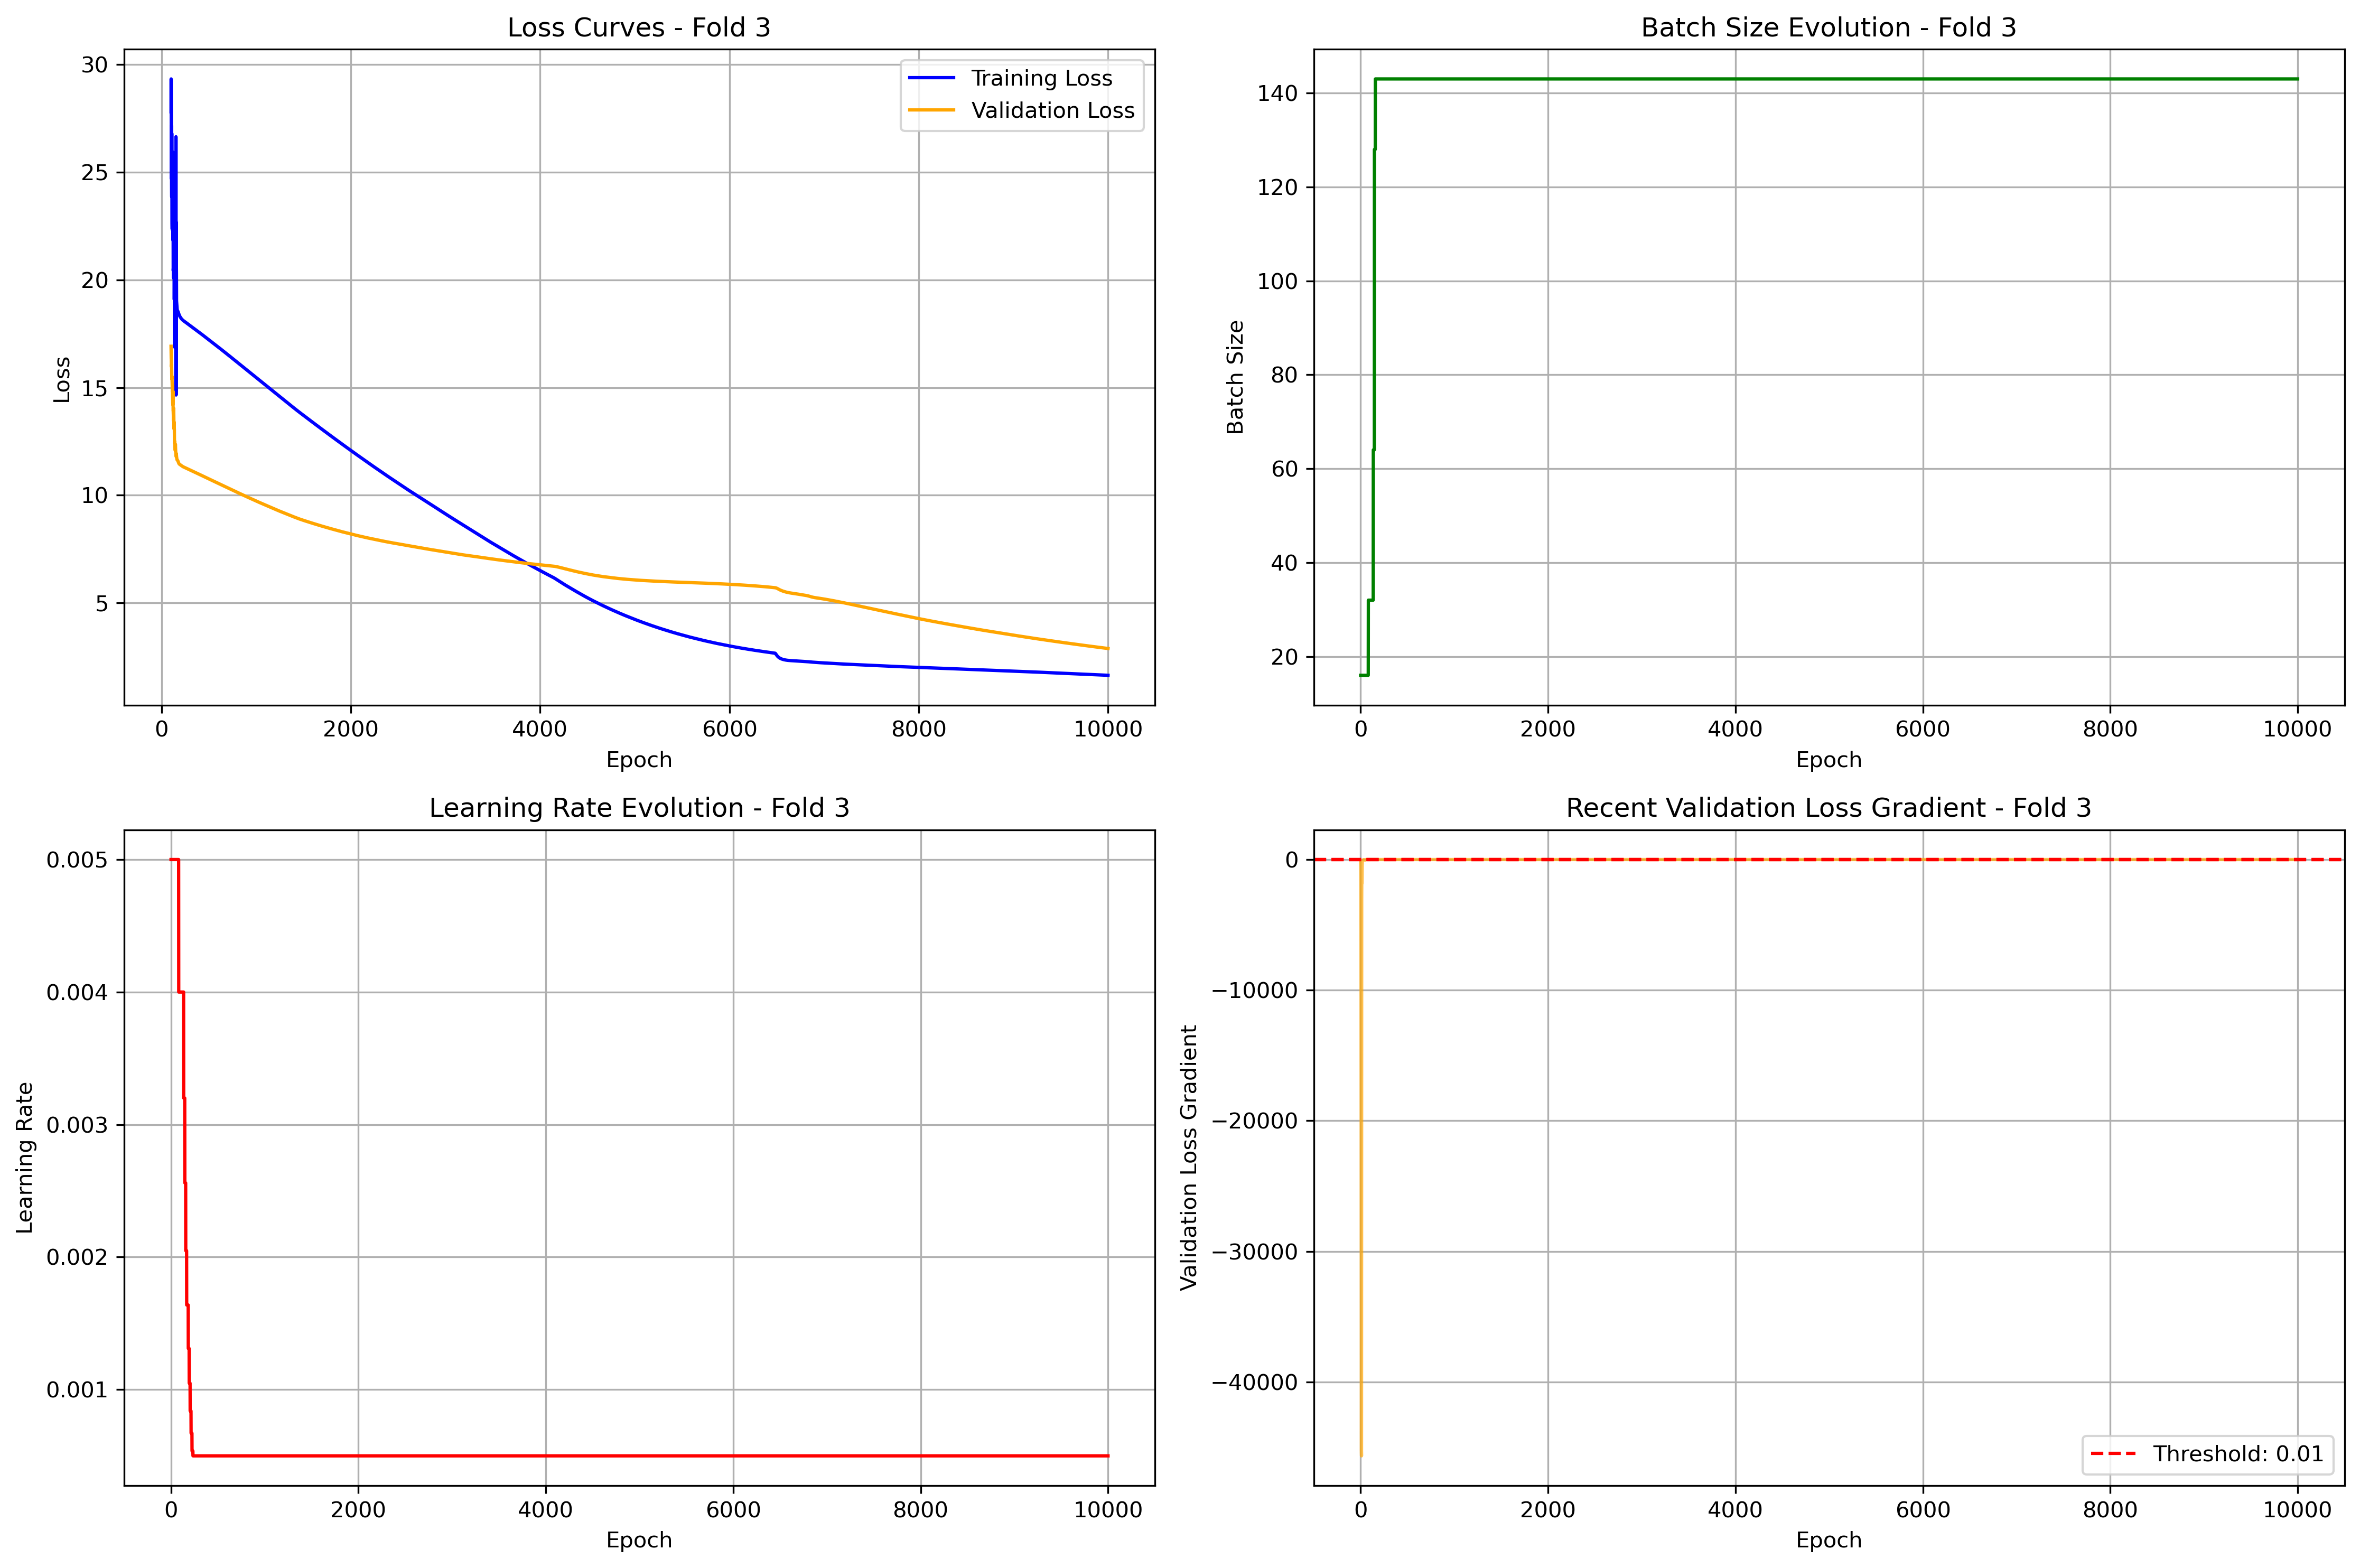 Loss Curves - Fold 3
30
25
20
15
10
5
Loss
Training Loss
Validation Loss
0 2000 4000 6000 8000 10000
Epoch
Batch Size Evolution - Fold 3
140
120
100
80
60
40
20
Batch Size
0 2000 4000 6000 8000 10000
Epoch
Learning Rate Evolution - Fold 3
0.005
0.004
0.003
0.002
0.001
Learning Rate
0 2000 4000 6000 8000 10000
Epoch
Recent Validation Loss Gradient - Fold 3
0
−10000
−20000
−30000
−40000
Validation Loss Gradient
Threshold: 0.01
0 2000 4000 6000 8000 10000
Epoch